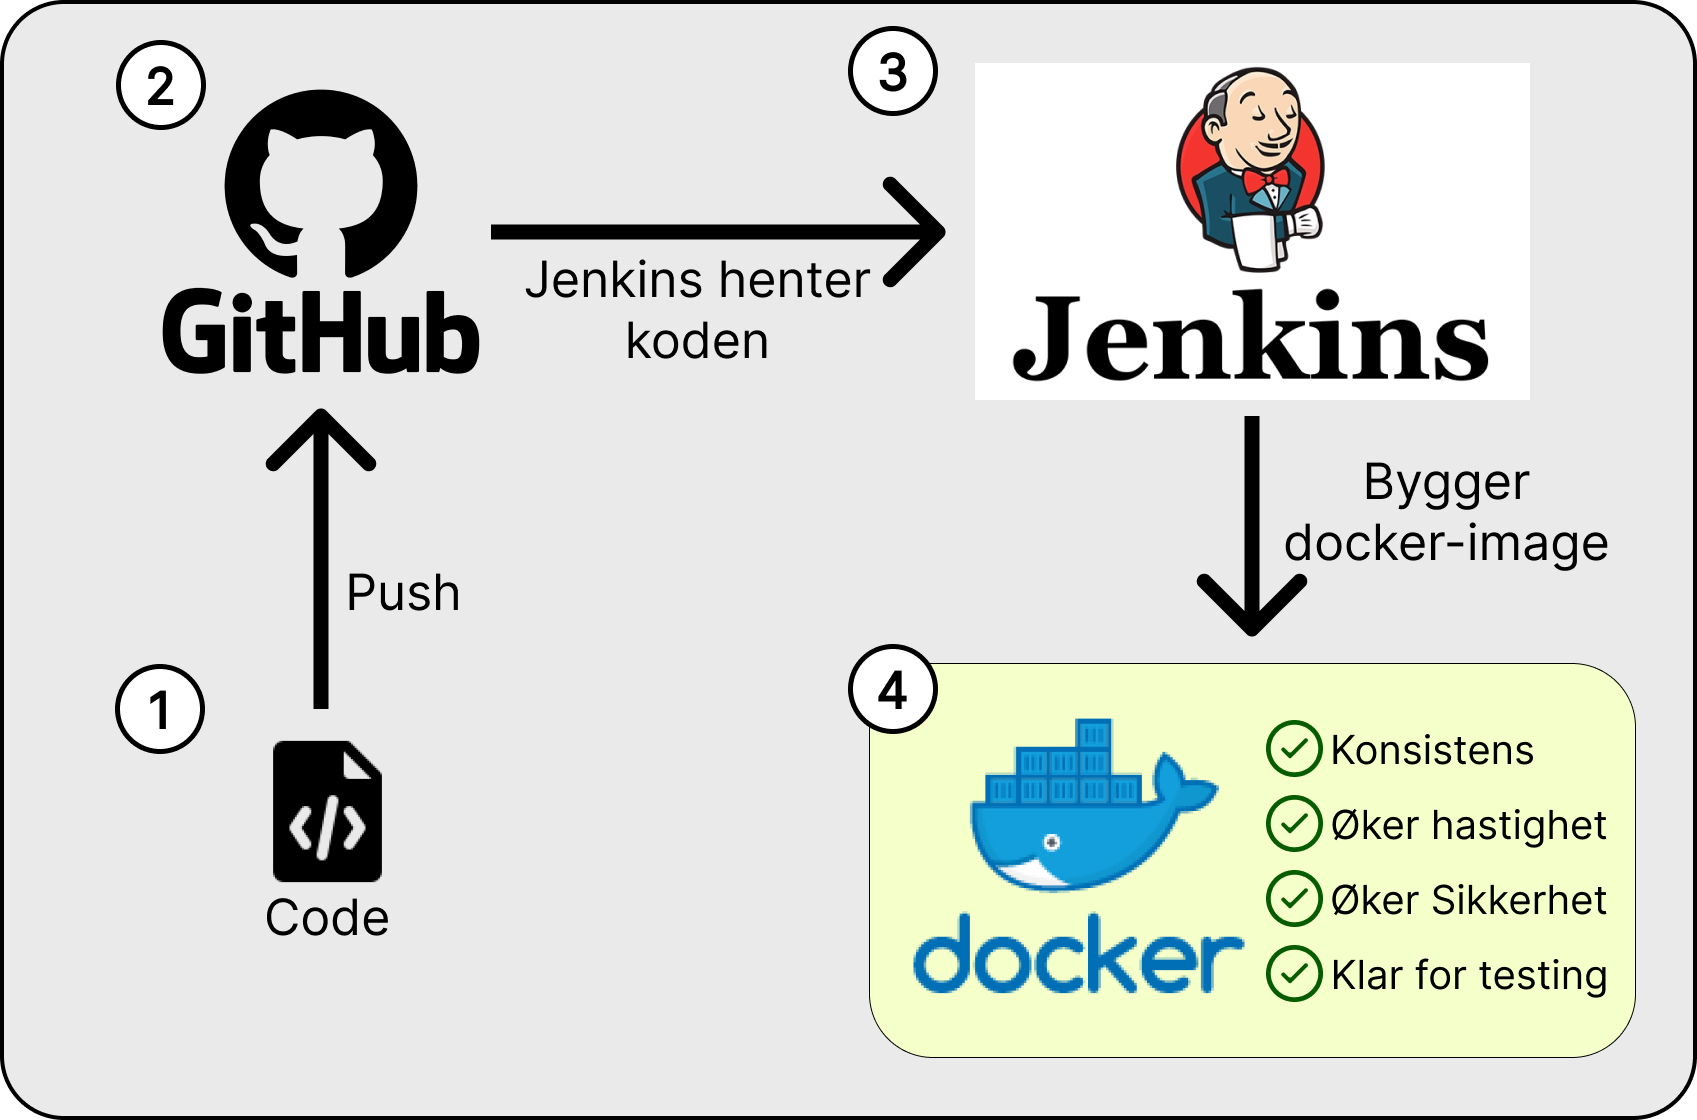 1
Code
Push
2
GitHub
Jenkins henter
koden
3
Jenkins
Bygger
docker-image
4
docker
Konsistens
Øker hastighet
Øker Sikkerhet
Klar for testing